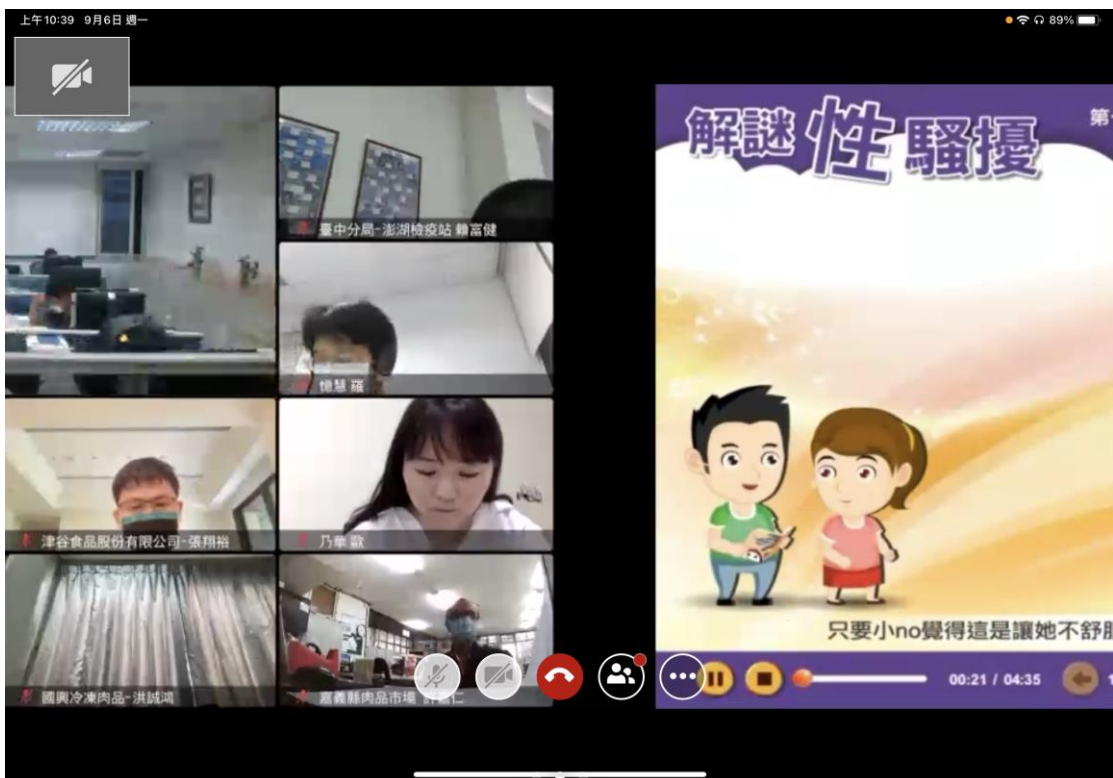 上午10:39 9月6日 週一
89%
解謎性騷擾
第
臺中分局-澎湖檢疫站 賴富健
憶慧 羅
津谷食品股份有限公司-張翔裕
乃華 歐
國興冷凍肉品-洪誠鴻
嘉義縣肉品市場
只要小no覺得這是讓她不舒服
00:21 / 04:35